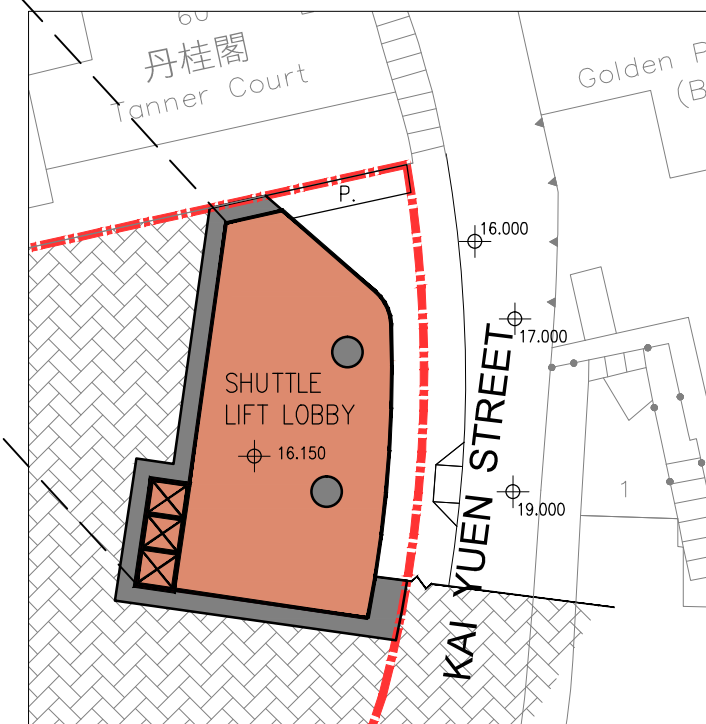 60
丹桂閣
Tanner Court
Golden P
(B
P.
16.000
17.000
SHUTTLE
LIFT LOBBY
16.150
KAI YUEN STREET
19.000
1